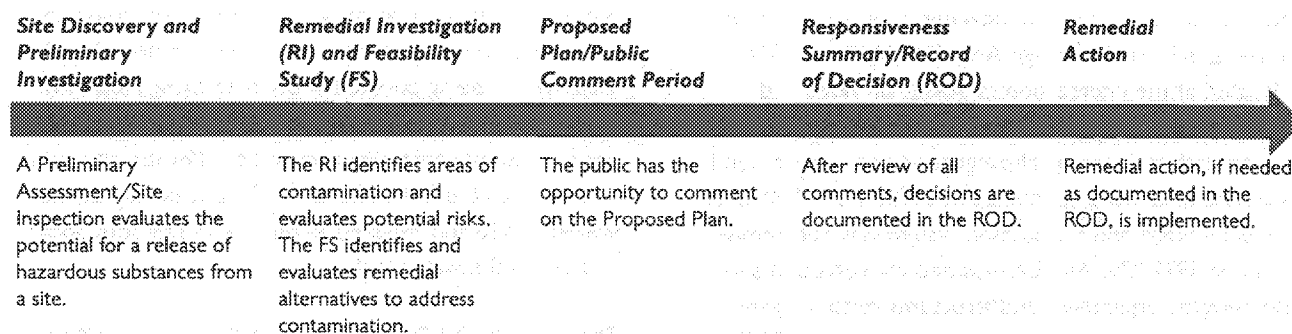 Site Discovery and
Preliminary
Investigation
Remedial Investigation
(RI) and Feasibility
Study (FS)
Proposed
Plan/Public
Comment Period
Responsiveness
Summary/Record
of Decision (ROD)
Remedial
Action
A Preliminary
Assessment/Site
Inspection evaluates the
potential for a release of
hazardous substances from
a site.
The RI identifies areas of
contamination and
evaluates potential risks.
The FS identifies and
evaluates remedial
alternatives to address
contamination.
The public has the
opportunity to comment
on the Proposed Plan.
After review of all
comments, decisions are
documented in the ROD.
Remedial action, if needed
as documented in the
ROD, is implemented.